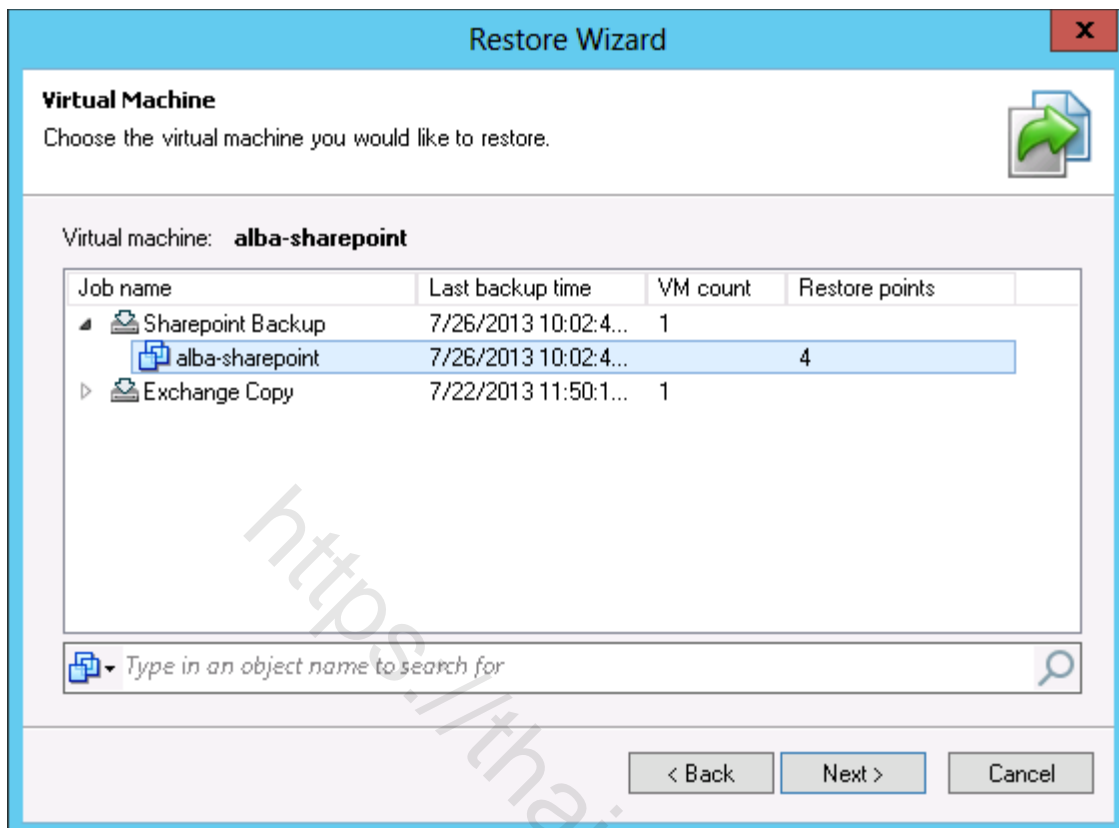 Restore Wizard
x
Virtual Machine
Choose the virtual machine you would like to restore.
Virtual machine: alba-sharepoint
Job name Last backup time VM count Restore points
Sharepoint Backup 7/26/2013 10:02:4... 1
alba-sharepoint 7/26/2013 10:02:4... 4
Exchange Copy 7/22/2013 11:50:1... 1
Type in an object name to search for
https://thai
< Back Next > Cancel